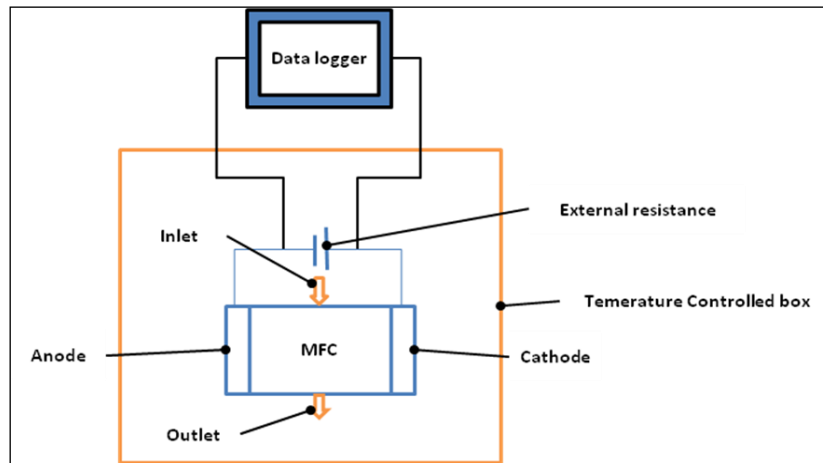 Data logger
External resistance
Inlet
Temerature Controlled box
Anode
MFC
Cathode
Outlet